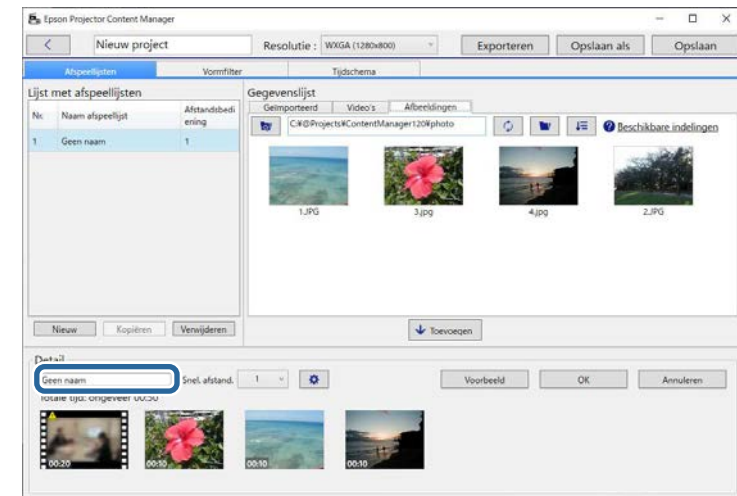 Epson Projector Content Manager
Nieuw project
Resolutie : WXGA (1280x800)
Exporteren
Opslaan als
Opslaan
Afspeellijsten
Vormfilter
Tijdschema
Lijst met afspeellijsten
Nr. Naam afspeellijst Afstandsbedi
ening
1 Geen naam 1
Nieuw
Kopiëren
Verwijderen
Gegevenslijst
Geïmporteerd
Video's
Afbeeldingen
C:¥@Projects¥ContentManager120¥photo
Beschikbare indelingen
1.JPG
3.jpg
4.jpg
2.JPG
Toevoegen
Detail
Geen naam
Snel. afstand. 1
Voorbeeld
OK
Annuleren
Totale tijd: ongeveer 00:50
00:20
00:10
00:10
00:10